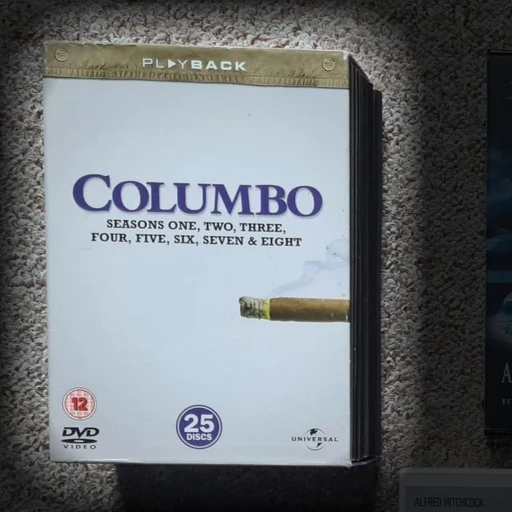 PLAYBACK
COLUMBO
SEASONS ONE, TWO, THREE,
FOUR, FIVE, SIX, SEVEN & EIGHT
12
DVD
VIDEO
25
DISCS
UNIVERSAL
ALFRED HITCHCOCK